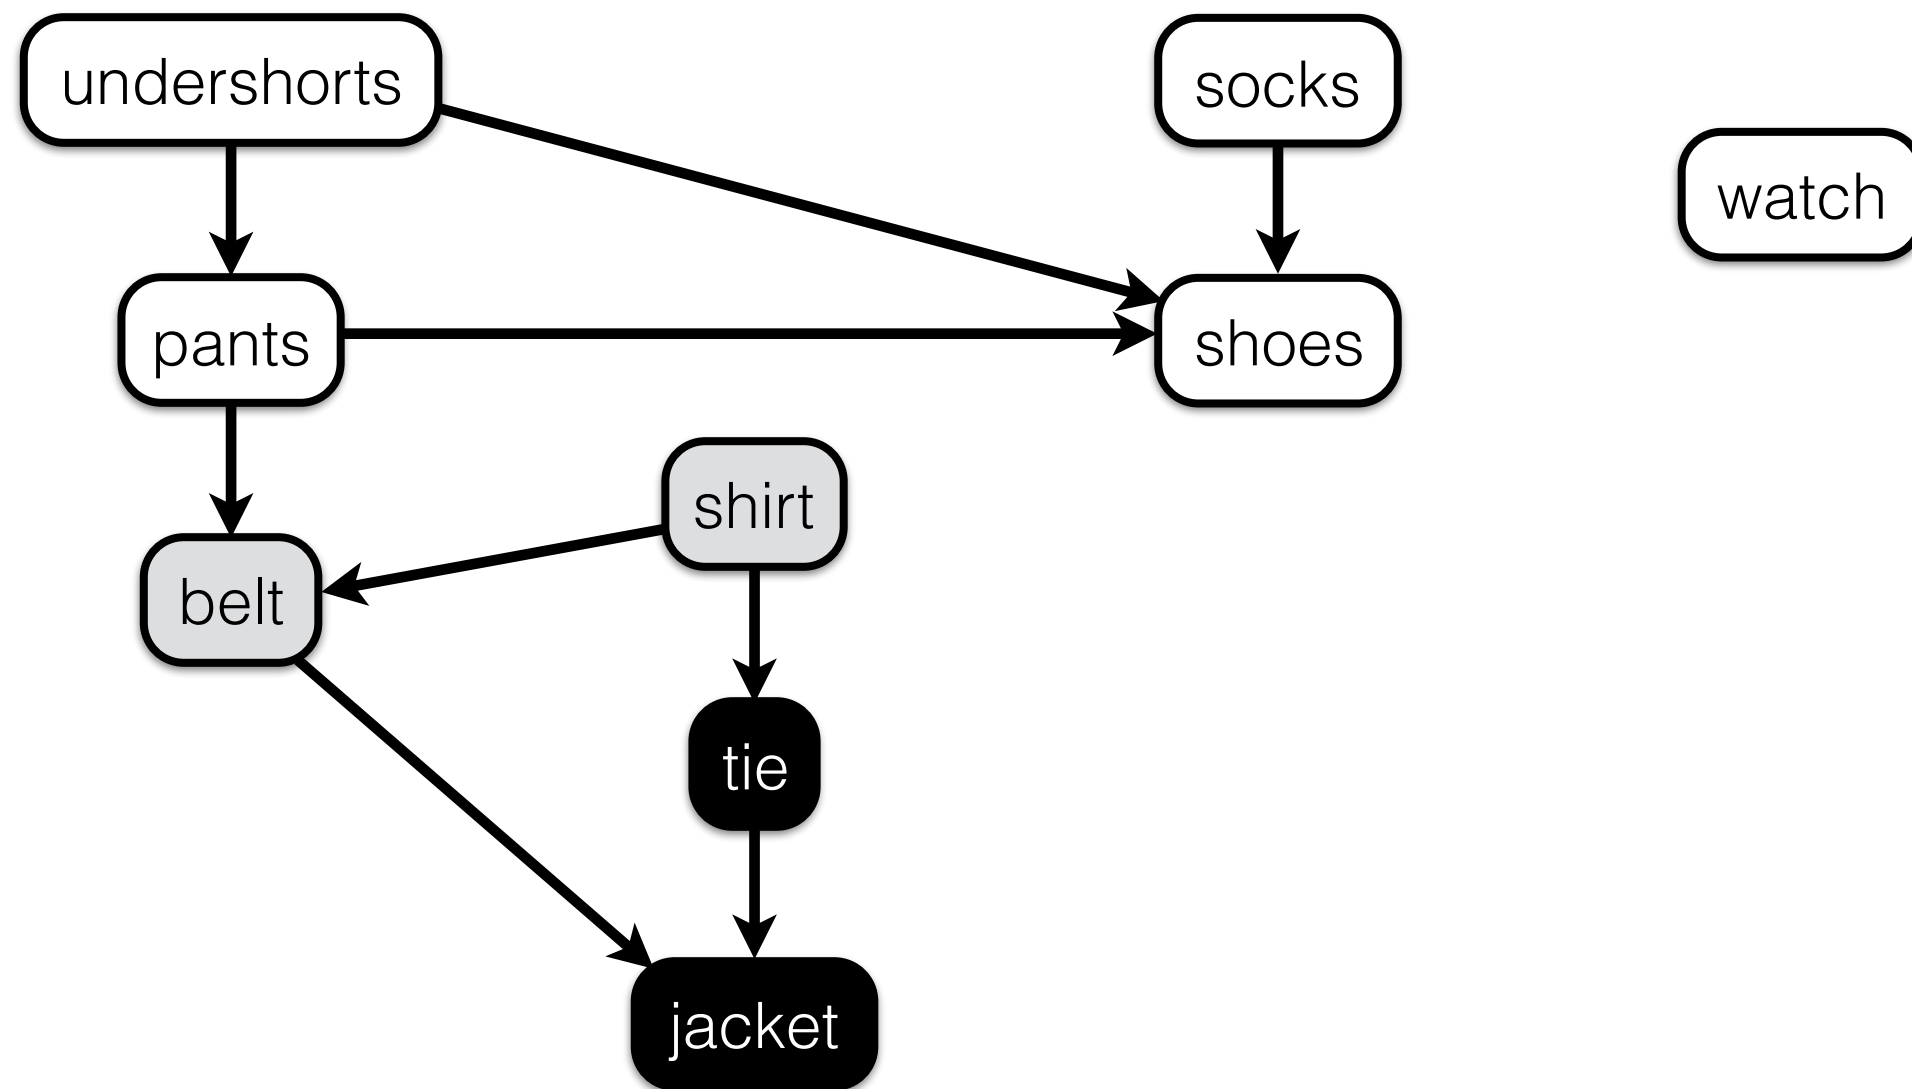 undershorts
socks
watch
pants
shoes
shirt
belt
tie
jacket